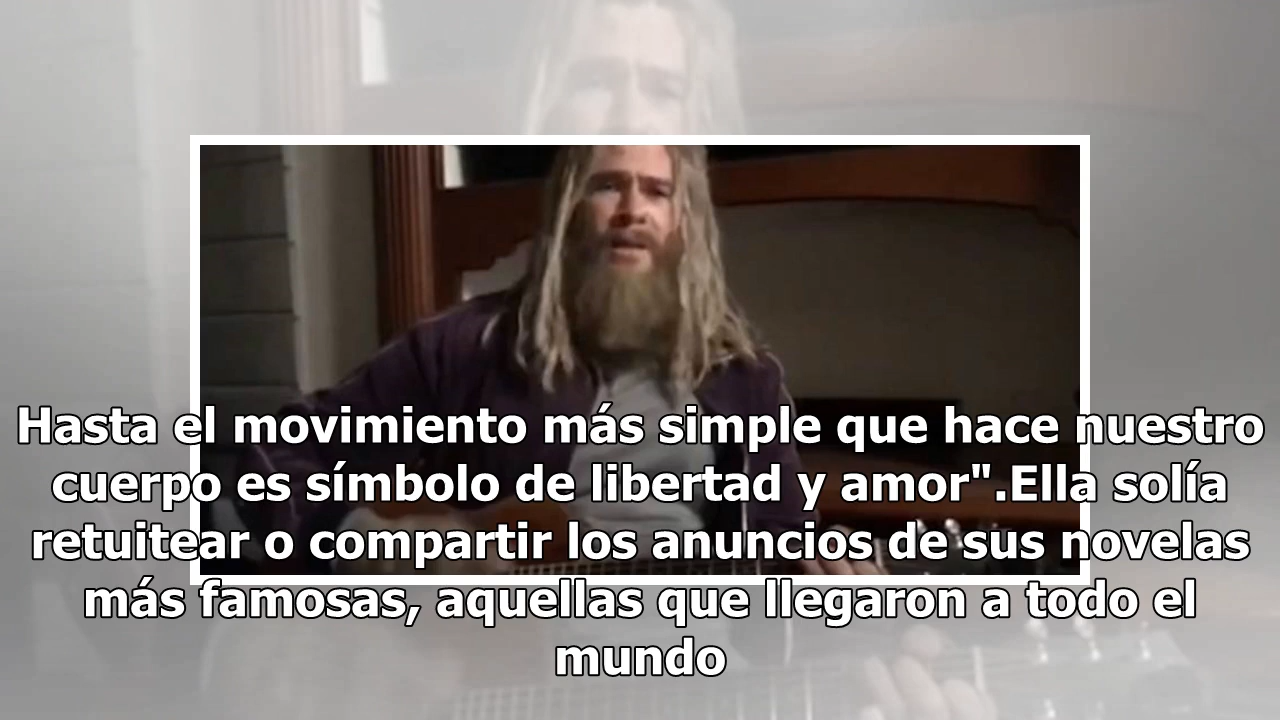 Hasta el movimiento más simple que hace nuestro
cuerpo es símbolo de libertad y amor".Ella solía
retuitear o compartir los anuncios de sus novelas
más famosas, aquellas que llegaron a todo el
mundo